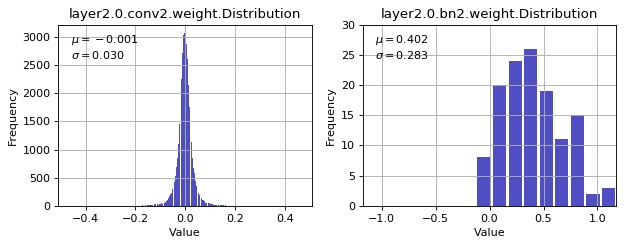 layer2.0.conv2.weight.Distribution
μ = −0.001
σ = 0.030
Frequency
3000
2500
2000
1500
1000
500
0
−0.4 −0.2 0.0 0.2 0.4
Value
layer2.0.bn2.weight.Distribution
μ = 0.402
σ = 0.283
Frequency
30
25
20
15
10
5
0
−1.0 −0.5 0.0 0.5 1.0
Value